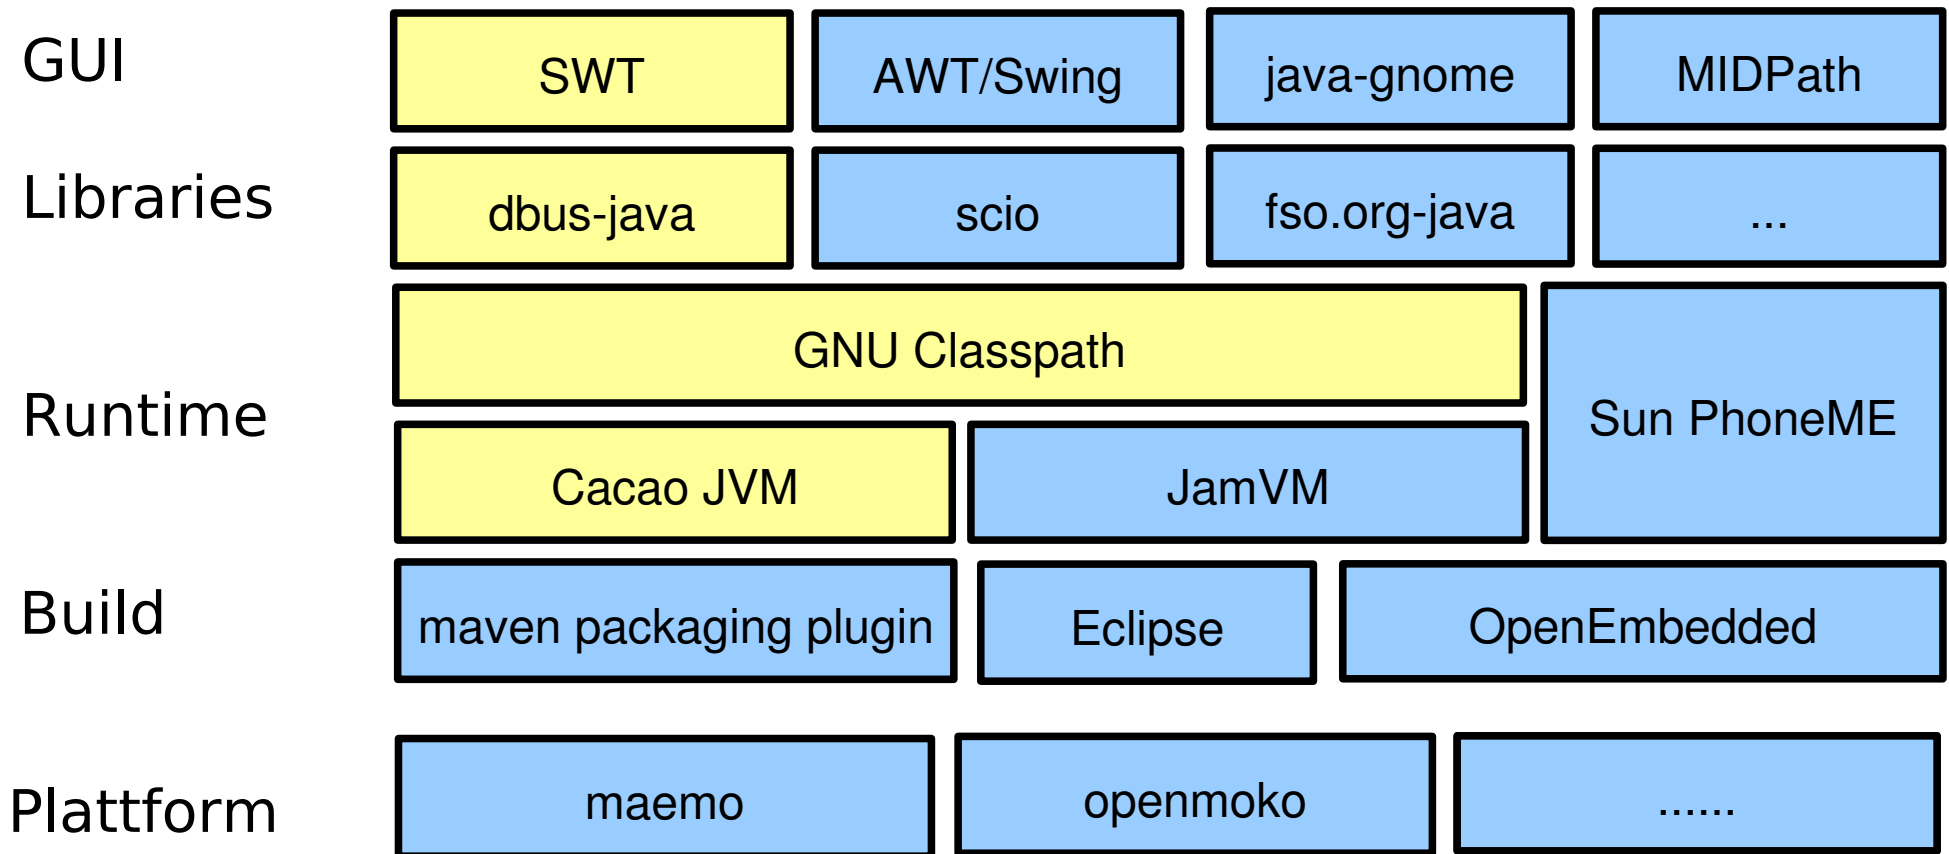 GUI
SWT
AWT/Swing
java-gnome
MIDPath
Libraries
dbus-java
scio
fso.org-java
...
Runtime
GNU Classpath
Sun PhoneME
Cacao JVM
JamVM
Build
maven packaging plugin
Eclipse
OpenEmbedded
Plattform
maemo
openmoko
......